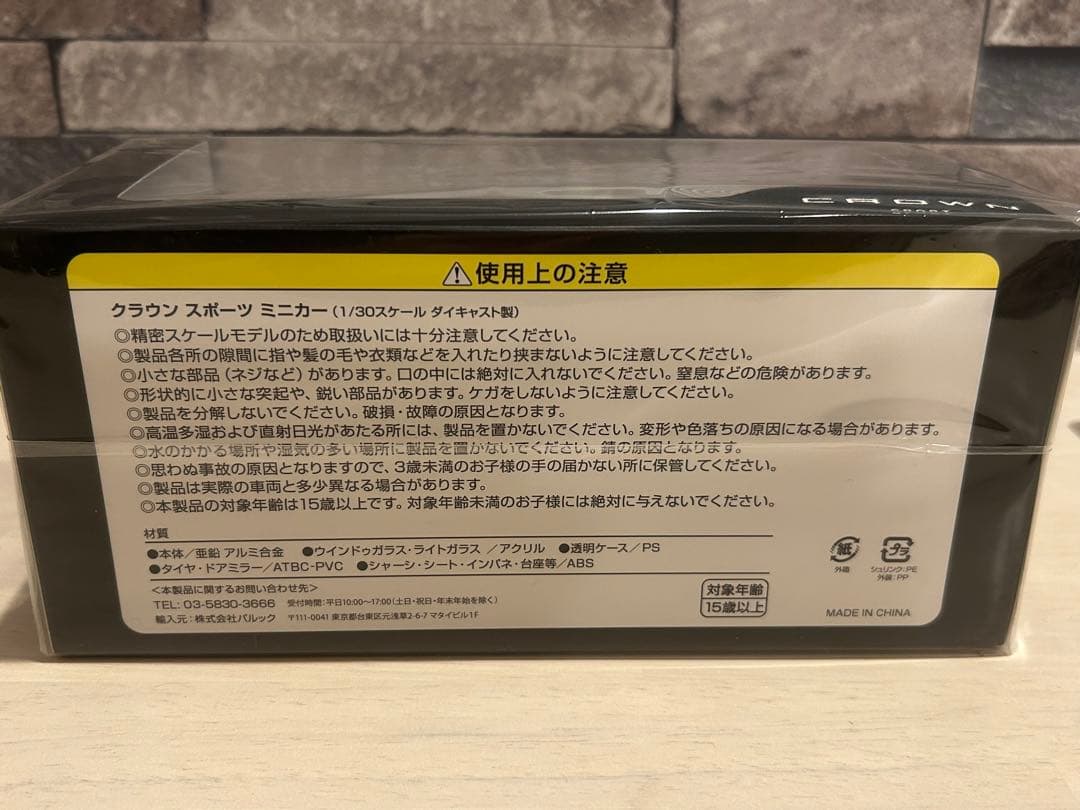 CROWN
SPORT
⚠使用上の注意
クラウン スポーツ ミニカー（1/30スケール ダイキャスト製）
◎精密スケールモデルのため取扱いには十分注意してください。
◎製品各所の隙間に指や髪の毛や衣類などを入れたり挟まないように注意してください。
◎小さな部品（ネジなど）があります。口の中には絶対に入れないでください。窒息などの危険があります。
◎形状的に小さな突起や、鋭い部品があります。ケガをしないように注意してください。
◎製品を分解しないでください。破損・故障の原因となります。
◎高温多湿および直射日光があたる所には、製品を置かないでください。変形や色落ちの原因になる場合があります。
◎水のかかる場所や湿気の多い場所に製品を置かないでください。錆の原因となります。
◎思わぬ事故の原因となりますので、3歳未満のお子様の手の届かない所に保管してください。
◎製品は実際の車両と多少異なる場合があります。
◎本製品の対象年齢は15歳以上です。対象年齢未満のお子様には絶対に与えないでください。
材質
●本体／亜鉛 アルミ合金 ●ウインドゥガラス・ライトガラス ／アクリル ●透明ケース／PS
●タイヤ・ドアミラー／ATBC-PVC ●シャーシ・シート・インパネ・台座等／ABS
＜本製品に関するお問い合わせ先＞
TEL: 03-5830-3666 受付時間：平日10:00〜17:00（土日・祝日・年末年始を除く）
輸入元：株式会社パルック 〒111-0041 東京都台東区元浅草2-6-7 マタイビル1F
対象年齢
15歳以上
紙
外箱
プラ
シュリンク：PE
外装：PP
MADE IN CHINA